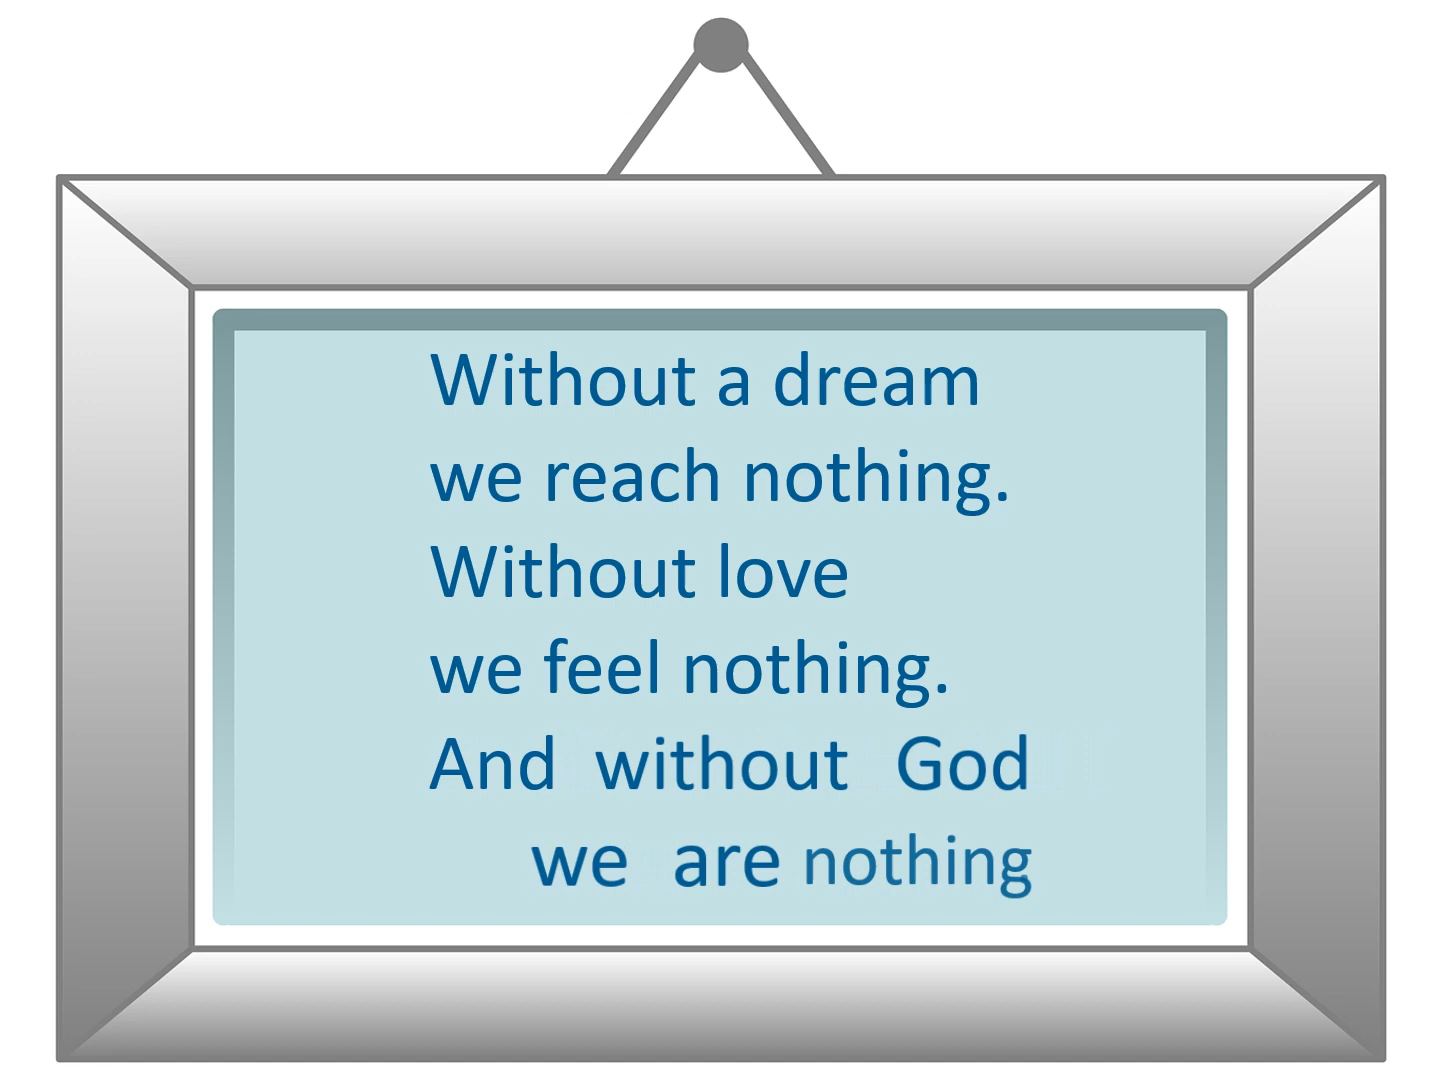 Without a dream
we reach nothing.
Without love
we feel nothing.
And without God
we are nothing